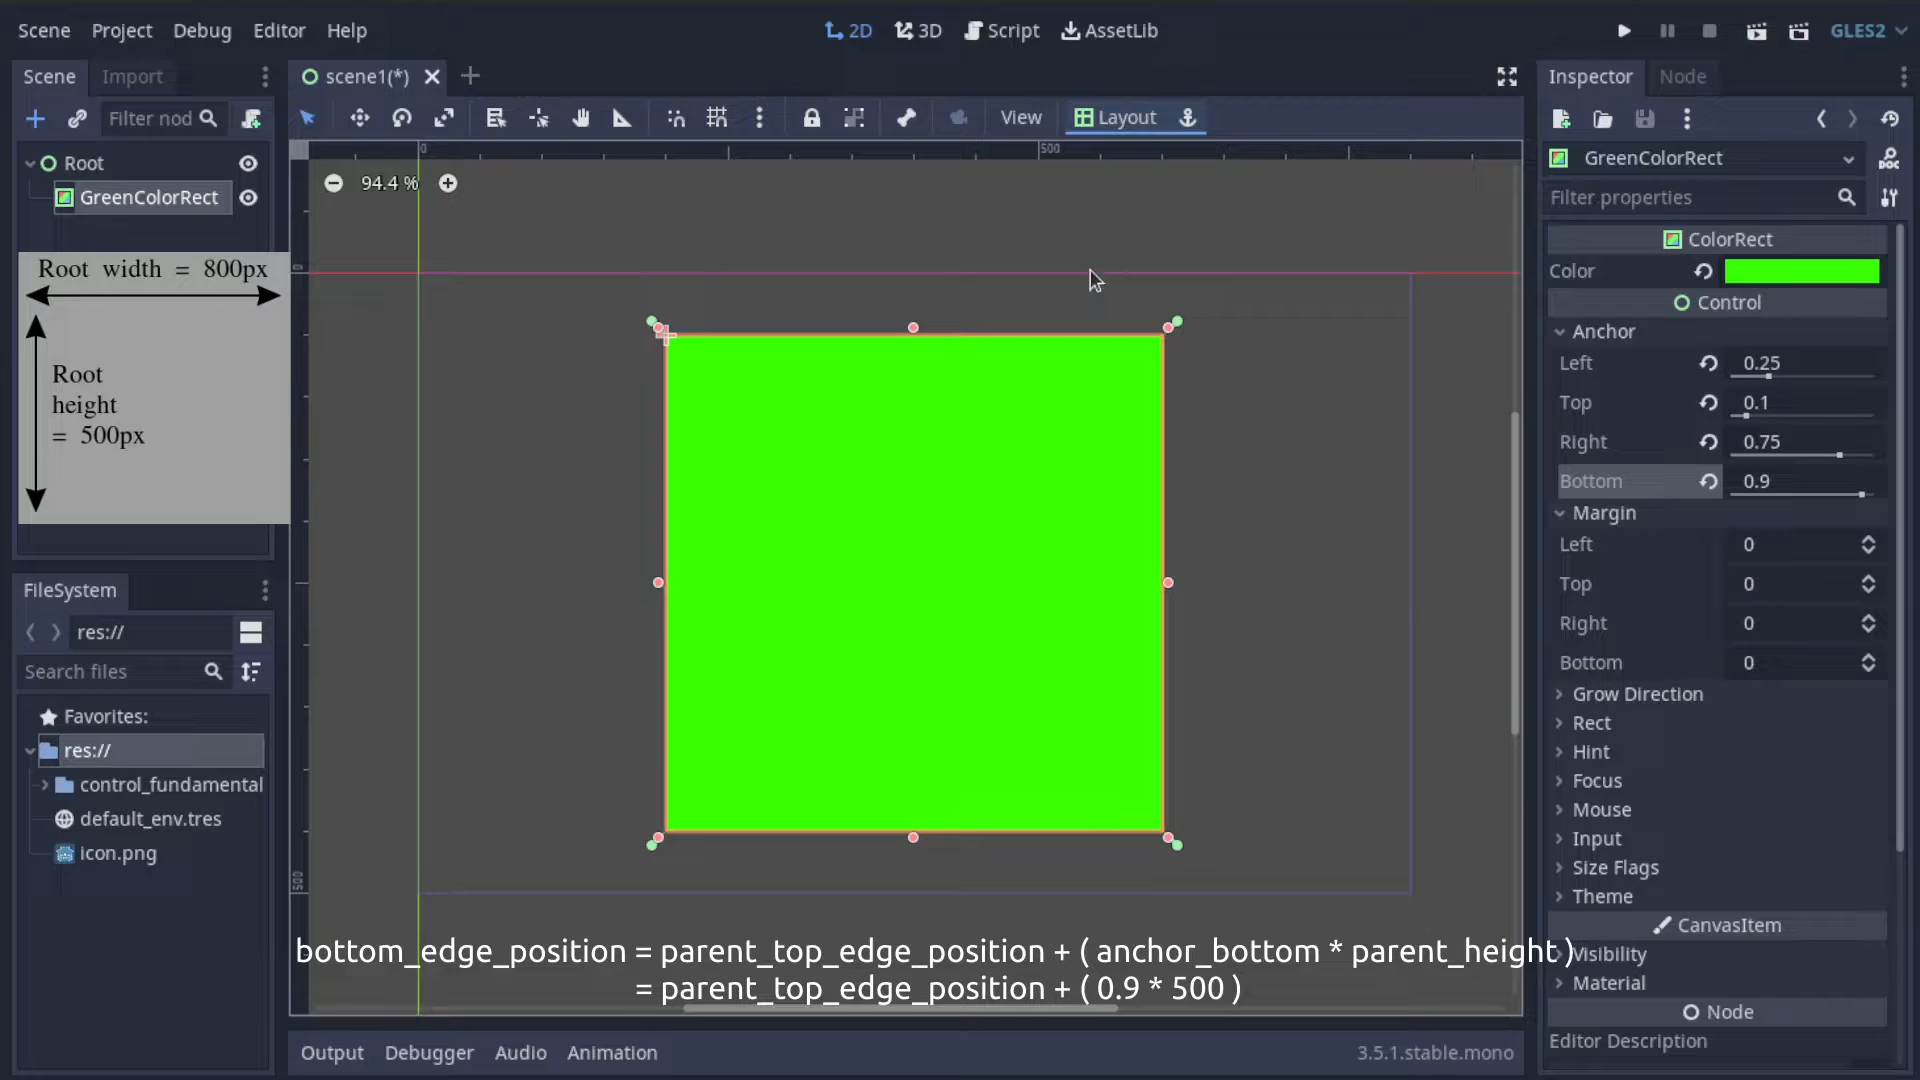 Scene Project Debug Editor Help
2D 3D Script AssetLib
GLES2
Scene Import
scene1(*)
Inspector Node
Filter nod
View Layout
GreenColorRect
Root
GreenColorRect
0 500
94.4 %
Filter properties
Root width = 800px
Root
height
= 500px
ColorRect
Color
Control
Anchor
Left 0.25
Top 0.1
Right 0.75
Bottom 0.9
Margin
Left 0
Top 0
Right 0
Bottom 0
Grow Direction
Rect
Hint
Focus
Mouse
Input
Size Flags
Theme
CanvasItem
Visibility
Material
Node
Editor Description
0
500
FileSystem
res://
Search files
Favorites:
res://
control_fundamental
default_env.tres
icon.png
bottom_edge_position = parent_top_edge_position + ( anchor_bottom * parent_height )
= parent_top_edge_position + ( 0.9 * 500 )
Output Debugger Audio Animation
3.5.1.stable.mono